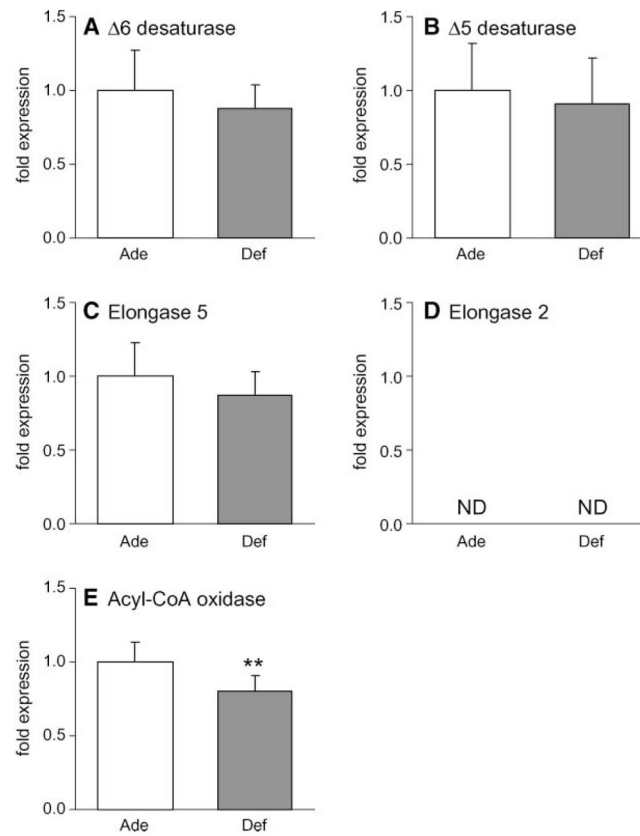 A Δ6 desaturase
fold expression
1.5
1.0
0.5
0.0
Ade Def
B Δ5 desaturase
fold expression
1.5
1.0
0.5
0.0
Ade Def
C Elongase 5
fold expression
1.5
1.0
0.5
0.0
Ade Def
D Elongase 2
fold expression
1.5
1.0
0.5
0.0
ND ND
Ade Def
E Acyl-CoA oxidase
fold expression
1.5
1.0
0.5
0.0
**
Ade Def